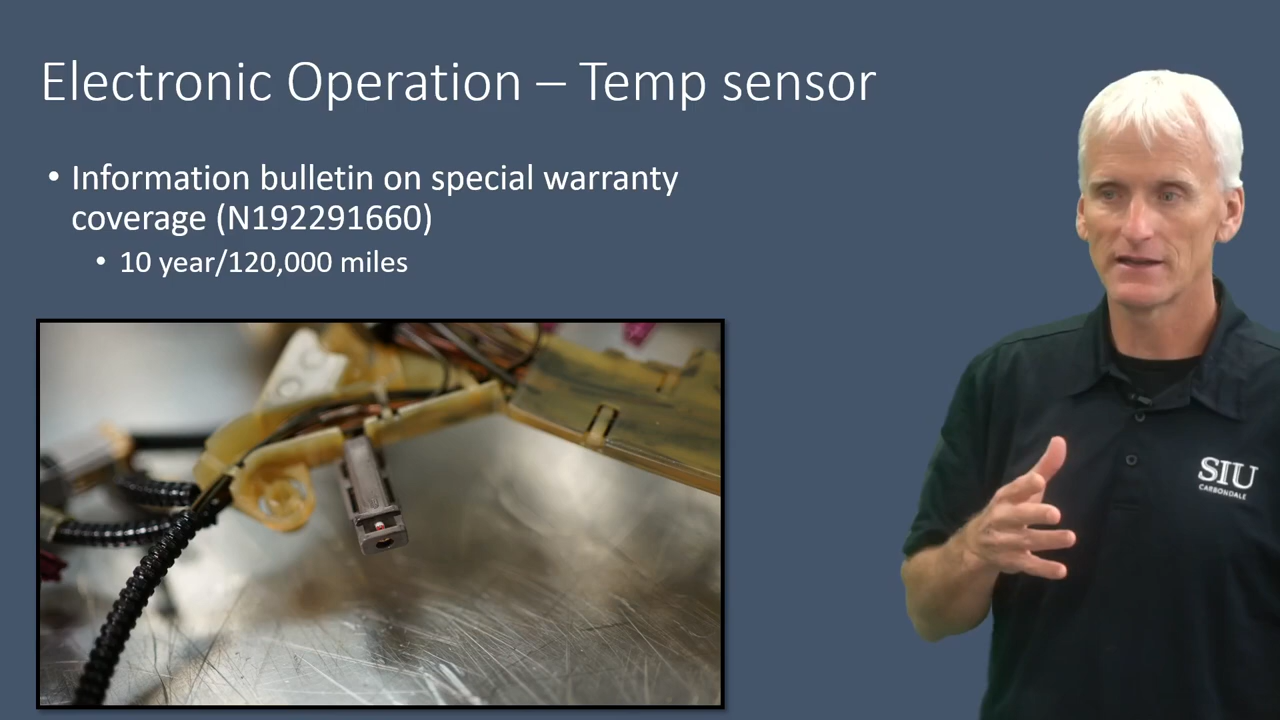 Electronic Operation – Temp sensor
• Information bulletin on special warranty
coverage (N192291660)
• 10 year/120,000 miles
SIU
CARBONDALE